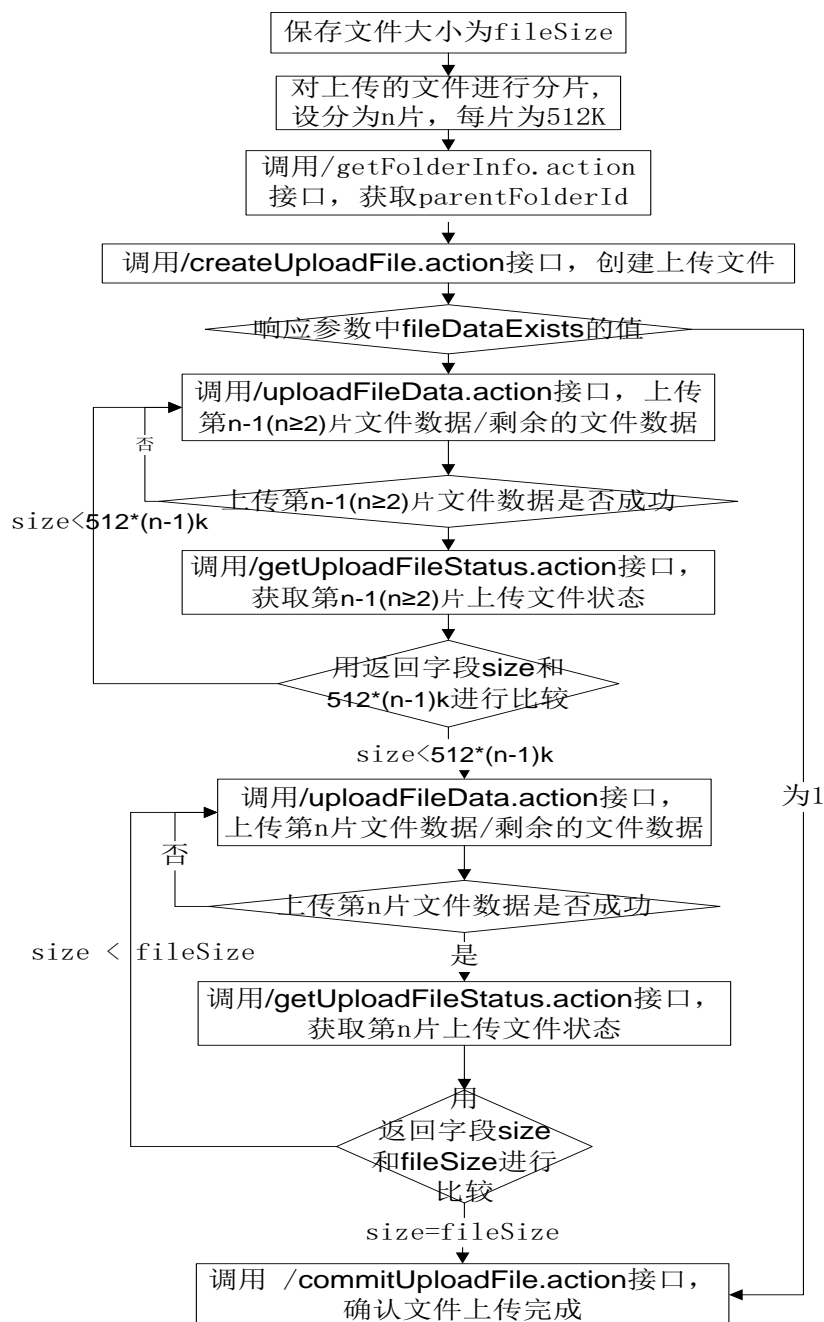 保存文件大小为fileSize
对上传的文件进行分片,
设分为n片，每片为512K
调用/getFolderInfo.action
接口，获取parentFolderId
调用/createUploadFile.action接口，创建上传文件
响应参数中fileDataExists的值
调用/uploadFileData.action接口，上传
第n-1(n≥2)片文件数据/剩余的文件数据
否
上传第n-1(n≥2)片文件数据是否成功
size<512*(n-1)k
调用/getUploadFileStatus.action接口，
获取第n-1(n≥2)片上传文件状态
用返回字段size和
512*(n-1)k进行比较
size<512*(n-1)k
调用/uploadFileData.action接口，
上传第n片文件数据/剩余的文件数据
为1
否
上传第n片文件数据是否成功
size < fileSize
是
调用/getUploadFileStatus.action接口，
获取第n片上传文件状态
用
返回字段size
和fileSize进行
比较
size=fileSize
调用 /commitUploadFile.action接口，
确认文件上传完成